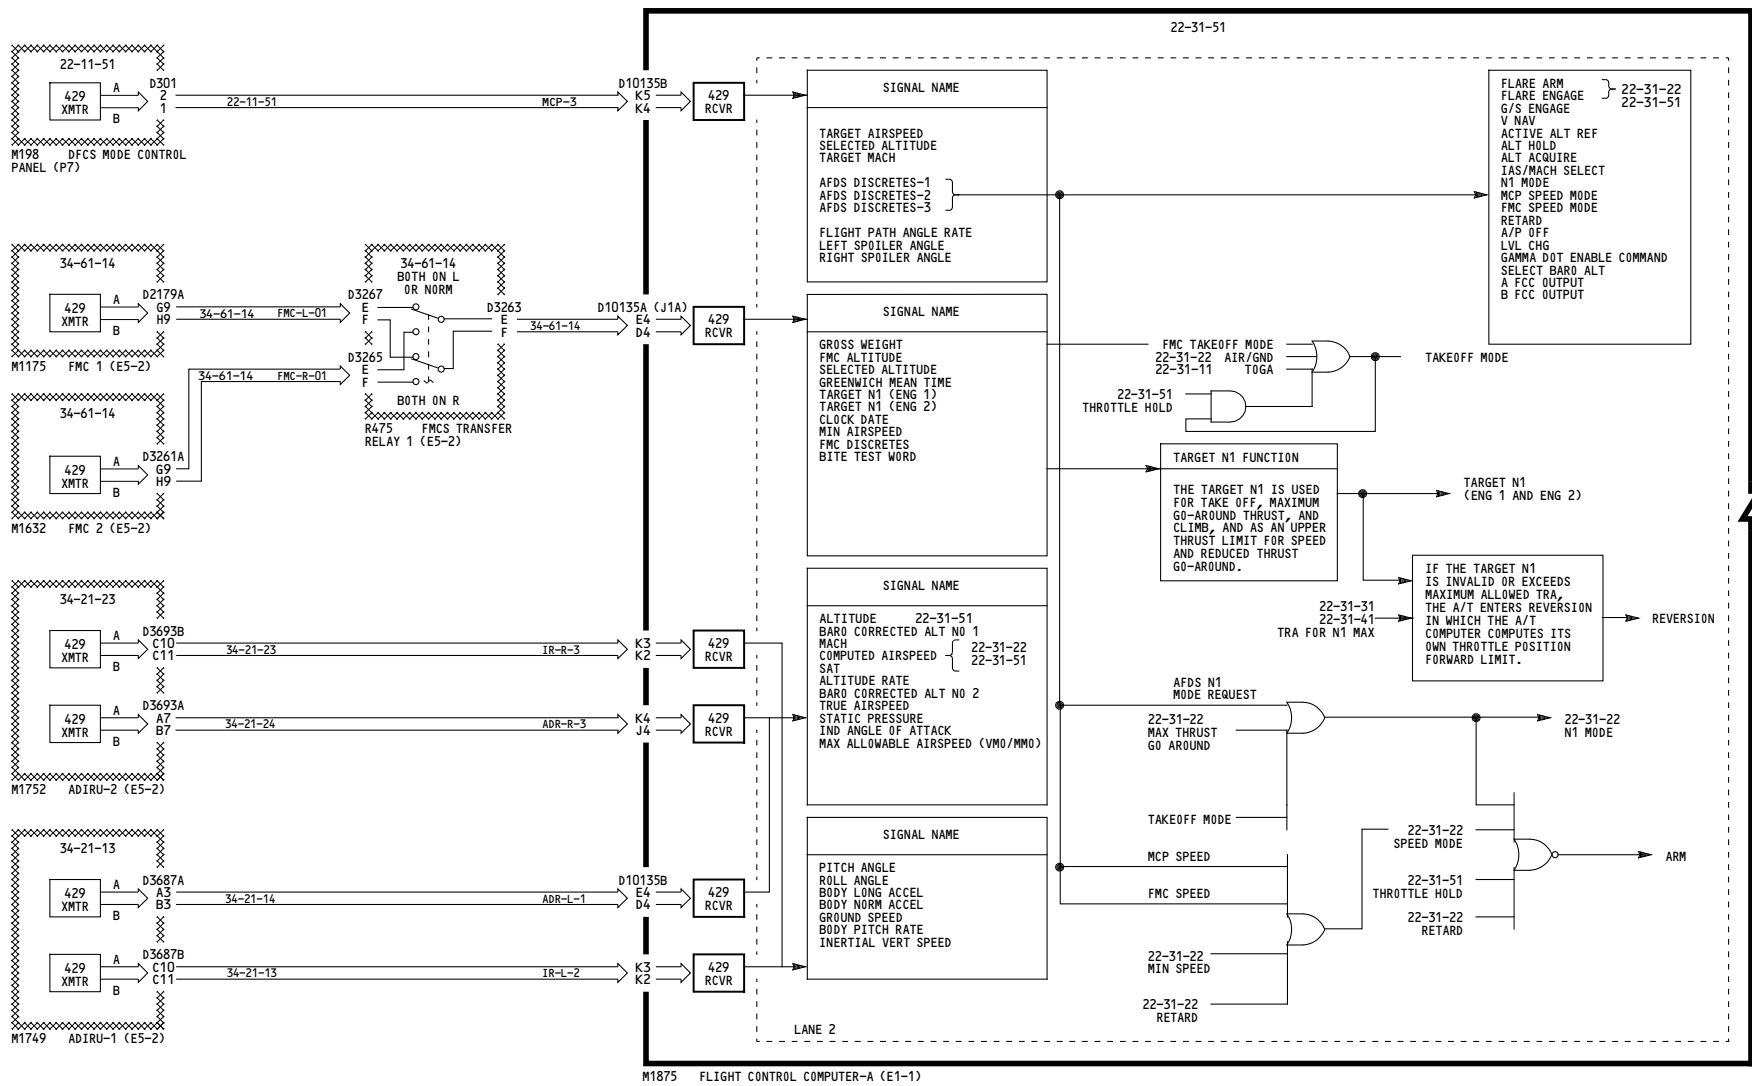 22-31-51
22-11-51
429
XMTR
A
B
D301
2
1
22-11-51
MCP-3
D10135B
K5
K4
429
RCVR
M198 DFCS MODE CONTROL
PANEL (P7)
SIGNAL NAME
TARGET AIRSPEED
SELECTED ALTITUDE
TARGET MACH
AFDS DISCRETES-1
AFDS DISCRETES-2
AFDS DISCRETES-3
FLIGHT PATH ANGLE RATE
LEFT SPOILER ANGLE
RIGHT SPOILER ANGLE
FLARE ARM
FLARE ENGAGE
22-31-22
22-31-51
G/S ENGAGE
V NAV
ACTIVE ALT REF
ALT HOLD
ALT ACQUIRE
IAS/MACH SELECT
N1 MODE
MCP SPEED MODE
FMC SPEED MODE
RETARD
A/P OFF
LVL CHG
GAMMA DOT ENABLE COMMAND
SELECT BARO ALT
A FCC OUTPUT
B FCC OUTPUT
34-61-14
429
XMTR
A
B
D2179A
G9
H9
34-61-14
FMC-L-01
M1175 FMC 1 (E5-2)
34-61-14
BOTH ON L
OR NORM
D3267
E
F
D3265
E
F
BOTH ON R
D3263
E
F
R475 FMCS TRANSFER
RELAY 1 (E5-2)
34-61-14
D10135A (J1A)
E4
D4
429
RCVR
34-61-14
FMC-R-01
34-61-14
429
XMTR
A
B
D3261A
G9
H9
M1632 FMC 2 (E5-2)
SIGNAL NAME
GROSS WEIGHT
FMC ALTITUDE
SELECTED ALTITUDE
GREENWICH MEAN TIME
TARGET N1 (ENG 1)
TARGET N1 (ENG 2)
CLOCK DATE
MIN AIRSPEED
FMC DISCRETES
BITE TEST WORD
FMC TAKEOFF MODE
22-31-22 AIR/GND
22-31-11 TOGA
TAKEOFF MODE
22-31-51
THROTTLE HOLD
TARGET N1 FUNCTION
THE TARGET N1 IS USED
FOR TAKE OFF, MAXIMUM
GO-AROUND THRUST, AND
CLIMB, AND AS AN UPPER
THRUST LIMIT FOR SPEED
AND REDUCED THRUST
GO-AROUND.
TARGET N1
(ENG 1 AND ENG 2)
IF THE TARGET N1
IS INVALID OR EXCEEDS
MAXIMUM ALLOWED TRA,
THE A/T ENTERS REVERSION
IN WHICH THE A/T
COMPUTER COMPUTES ITS
OWN THROTTLE POSITION
FORWARD LIMIT.
22-31-31
22-31-41
TRA FOR N1 MAX
REVERSION
34-21-23
429
XMTR
A
B
D3693B
C10
C11
34-21-23
IR-R-3
K3
K2
429
RCVR
429
XMTR
A
B
D3693A
A7
B7
34-21-24
ADR-R-3
K4
J4
429
RCVR
M1752 ADIRU-2 (E5-2)
SIGNAL NAME
ALTITUDE 22-31-51
BARO CORRECTED ALT NO 1
MACH
COMPUTED AIRSPEED
SAT
22-31-22
22-31-51
ALTITUDE RATE
BARO CORRECTED ALT NO 2
TRUE AIRSPEED
STATIC PRESSURE
IND ANGLE OF ATTACK
MAX ALLOWABLE AIRSPEED (VMO/MMO)
AFDS N1
MODE REQUEST
22-31-22
MAX THRUST
GO AROUND
TAKEOFF MODE
22-31-22
N1 MODE
34-21-13
429
XMTR
A
B
D3687A
A3
B3
34-21-14
ADR-L-1
D10135B
E4
D4
429
RCVR
429
XMTR
A
B
D3687B
C10
C11
34-21-13
IR-L-2
K3
K2
429
RCVR
M1749 ADIRU-1 (E5-2)
SIGNAL NAME
PITCH ANGLE
ROLL ANGLE
BODY LONG ACCEL
BODY NORM ACCEL
GROUND SPEED
BODY PITCH RATE
INERTIAL VERT SPEED
MCP SPEED
FMC SPEED
22-31-22
MIN SPEED
22-31-22
RETARD
22-31-22
SPEED MODE
22-31-51
THROTTLE HOLD
22-31-22
RETARD
ARM
LANE 2
M1875 FLIGHT CONTROL COMPUTER-A (E1-1)